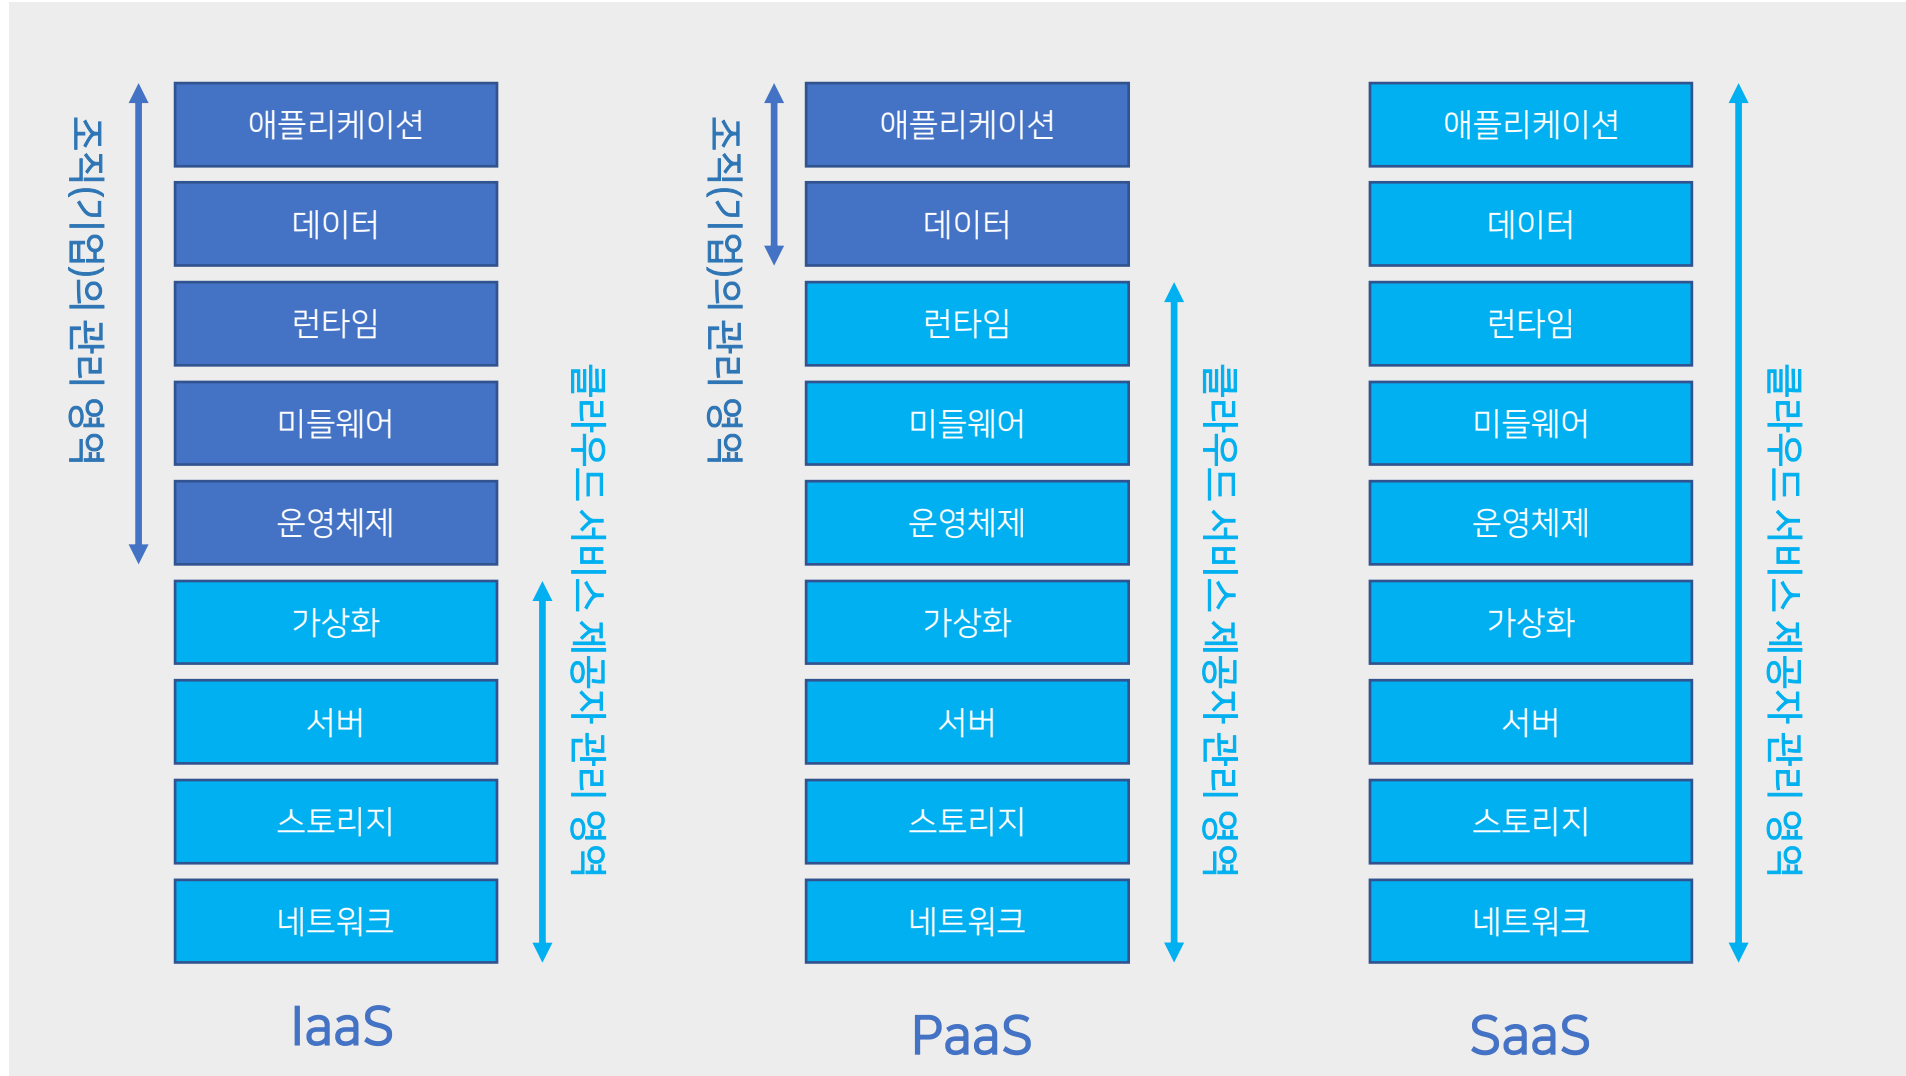 조직(기업)의 관리 영역
애플리케이션
데이터
런타임
미들웨어
운영체제
가상화
서버
스토리지
네트워크
클라우드 서비스 제공자 관리 영역
IaaS
조직(기업)의 관리 영역
애플리케이션
데이터
런타임
미들웨어
운영체제
가상화
서버
스토리지
네트워크
클라우드 서비스 제공자 관리 영역
PaaS
애플리케이션
데이터
런타임
미들웨어
운영체제
가상화
서버
스토리지
네트워크
클라우드 서비스 제공자 관리 영역
SaaS